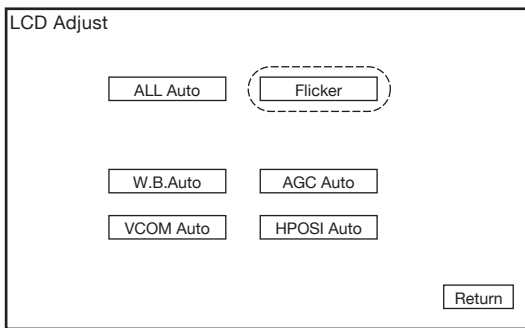 LCD Adjust
ALL Auto Flicker
W.B.Auto AGC Auto
VCOM Auto HPOSI Auto
Return